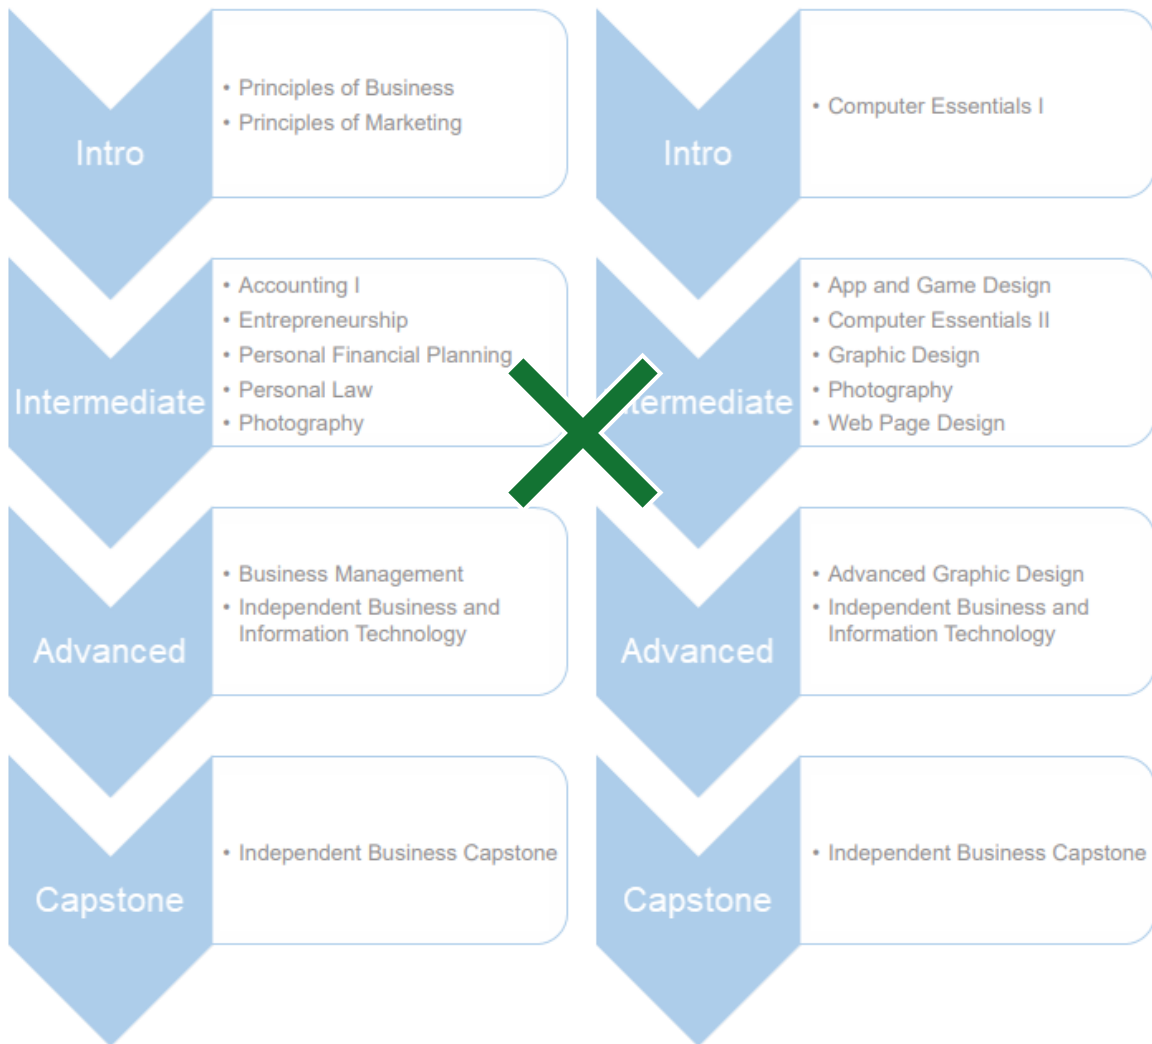 Intro
• Principles of Business
• Principles of Marketing
Intermediate
• Accounting I
• Entrepreneurship
• Personal Financial Planning
• Personal Law
• Photography
Advanced
• Business Management
• Independent Business and
Information Technology
Capstone
• Independent Business Capstone
Intro
• Computer Essentials I
termediate
• App and Game Design
• Computer Essentials II
• Graphic Design
• Photography
• Web Page Design
Advanced
• Advanced Graphic Design
• Independent Business and
Information Technology
Capstone
• Independent Business Capstone